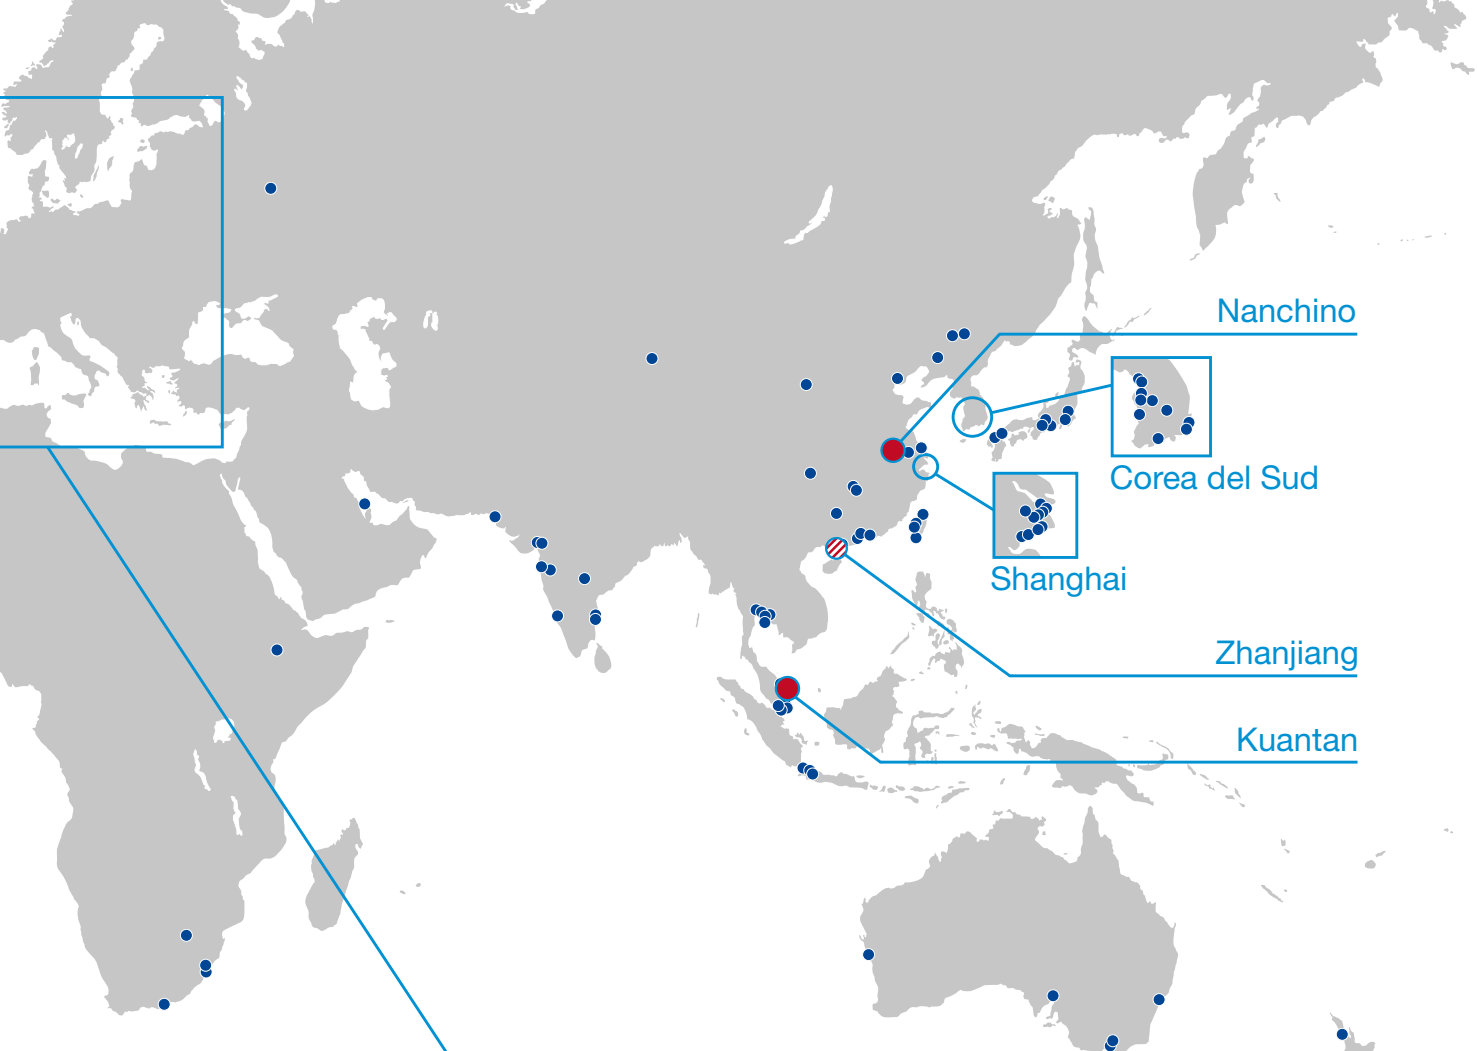 Nanchino
Corea del Sud
Shanghai
Zhanjiang
Kuantan